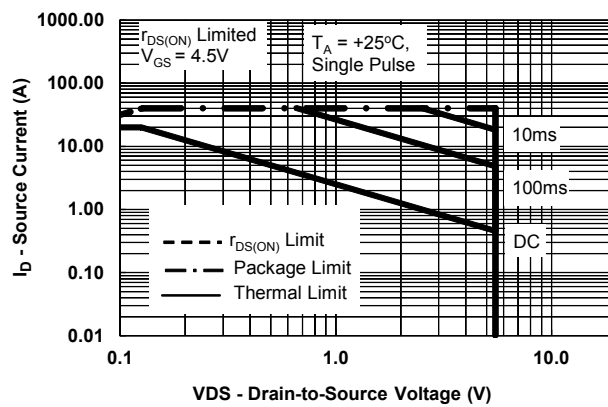 1000.00
100.00
10.00
1.00
0.10
0.01
I_D - Source Current (A)
r_DS(ON) Limited
V_GS = 4.5V
T_A = +25°C,
Single Pulse
10ms
100ms
DC
r_DS(ON) Limit
Package Limit
Thermal Limit
0.1
1.0
10.0
VDS - Drain-to-Source Voltage (V)